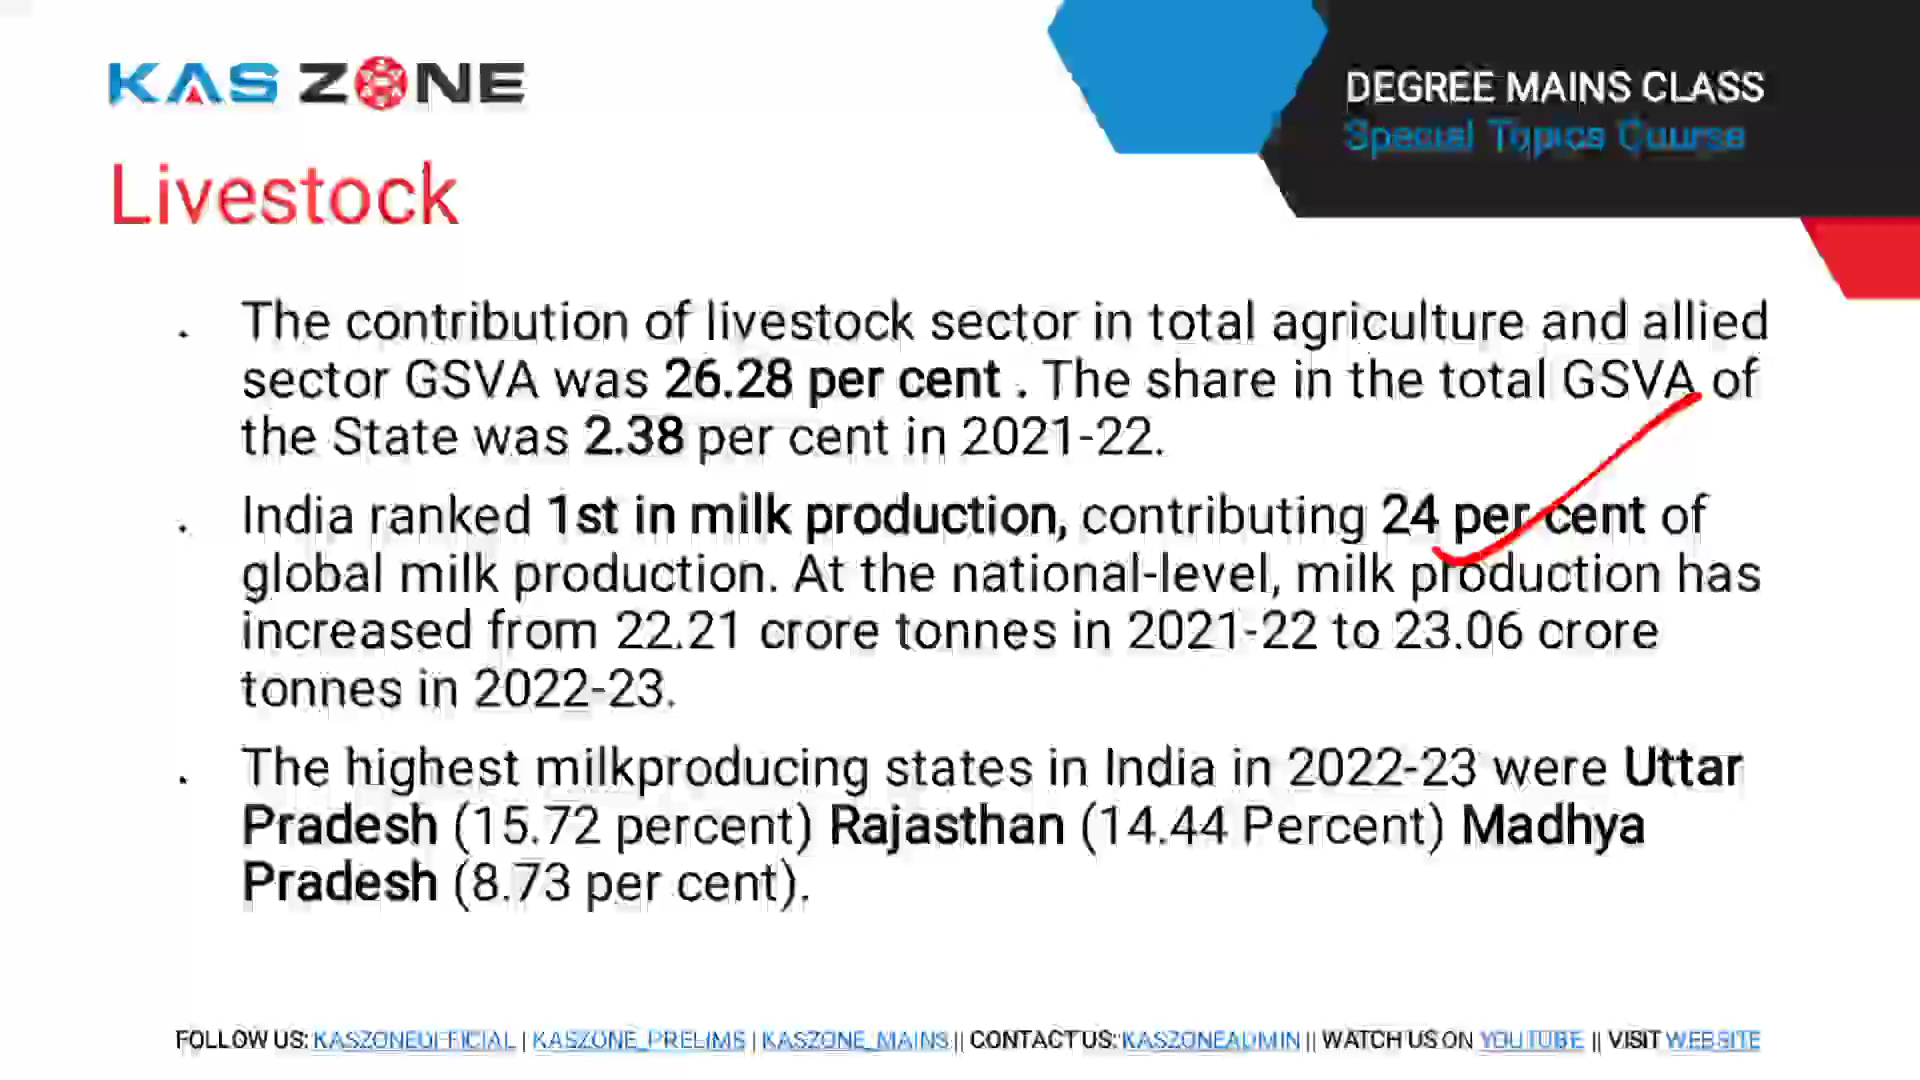 KAS ZONE
DEGREE MAINS CLASS
Special Topics Course
Livestock
. The contribution of livestock sector in total agriculture and allied
sector GSVA was 26.28 per cent . The share in the total GSVA of
the State was 2.38 per cent in 2021-22.
. India ranked 1st in milk production, contributing 24 per cent of
global milk production. At the national-level, milk production has
increased from 22.21 crore tonnes in 2021-22 to 23.06 crore
tonnes in 2022-23.
. The highest milkproducing states in India in 2022-23 were Uttar
Pradesh (15.72 percent) Rajasthan (14.44 Percent) Madhya
Pradesh (8.73 per cent).
FOLLOW US: KASZONEOFFICIAL | KASZONE_PRELIMS | KASZONE_MAINS || CONTACT US: KASZONEADMIN || WATCH US ON YOUTUBE || VISIT WEBSITE